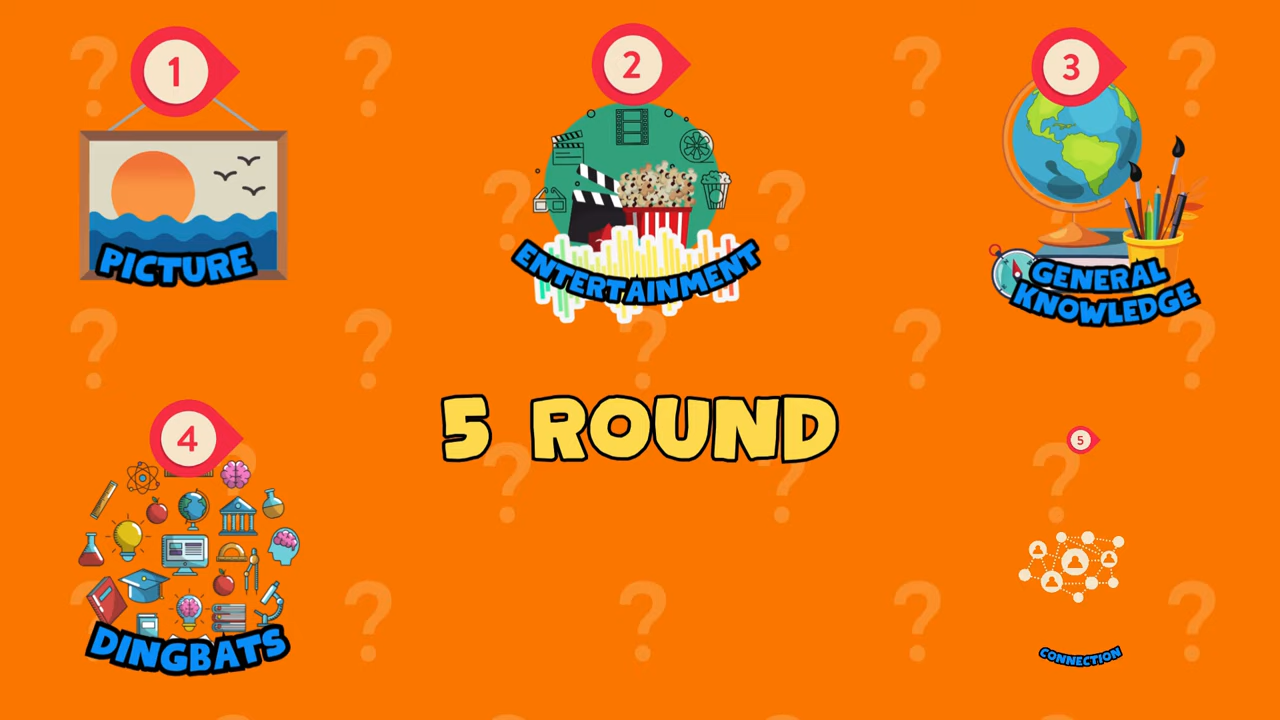 1
PICTURE
2
ENTERTAINMENT
3
GENERAL
KNOWLEDGE
5 ROUND
4
DINGBATS
5
CONNECTION